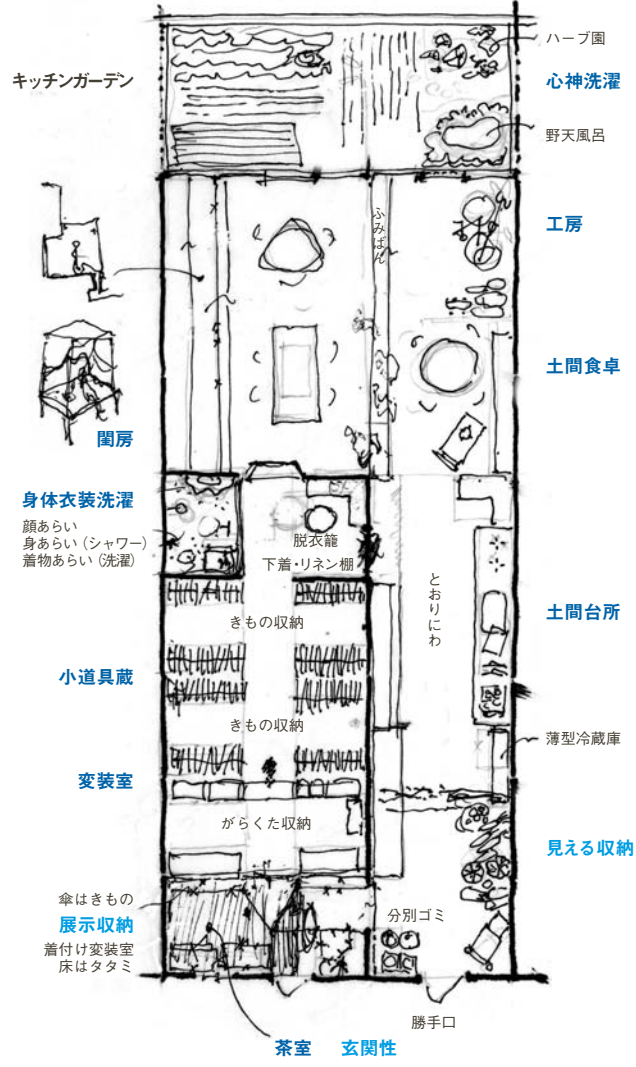 ハーブ園
キッチンガーデン
心神洗濯
野天風呂
ふみばん
工房
土間食卓
閨房
身体衣装洗濯
顔あらい
身あらい（シャワー）
着物あらい（洗濯）
脱衣籠
下着・リネン棚
とおりにわ
土間台所
きもの収納
小道具蔵
きもの収納
薄型冷蔵庫
変装室
がらくた収納
見える収納
傘はきもの
展示収納
着付け変装室
床はタタミ
分別ゴミ
勝手口
茶室 玄関性